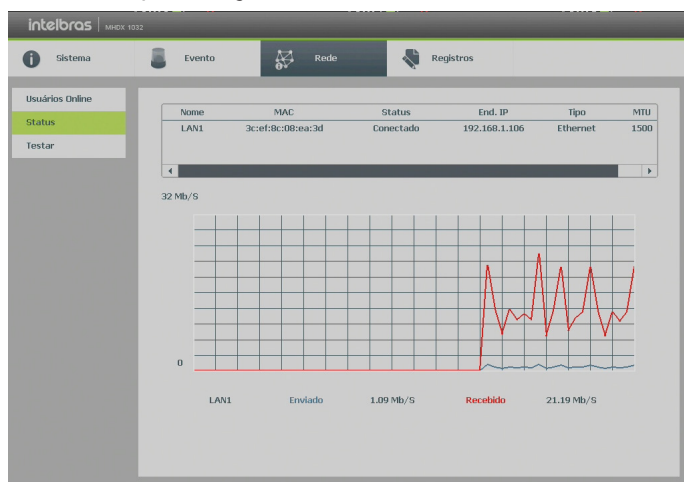 intelbras MHDX 1032
Sistema Evento Rede Registros
Usuários Online
Status
Testar
Nome MAC Status End. IP Tipo MTU
LAN1 3c:ef:8c:08:ea:3d Conectado 192.168.1.106 Ethernet 1500
32 Mb/S
0
LAN1 Enviado 1.09 Mb/S Recebido 21.19 Mb/S